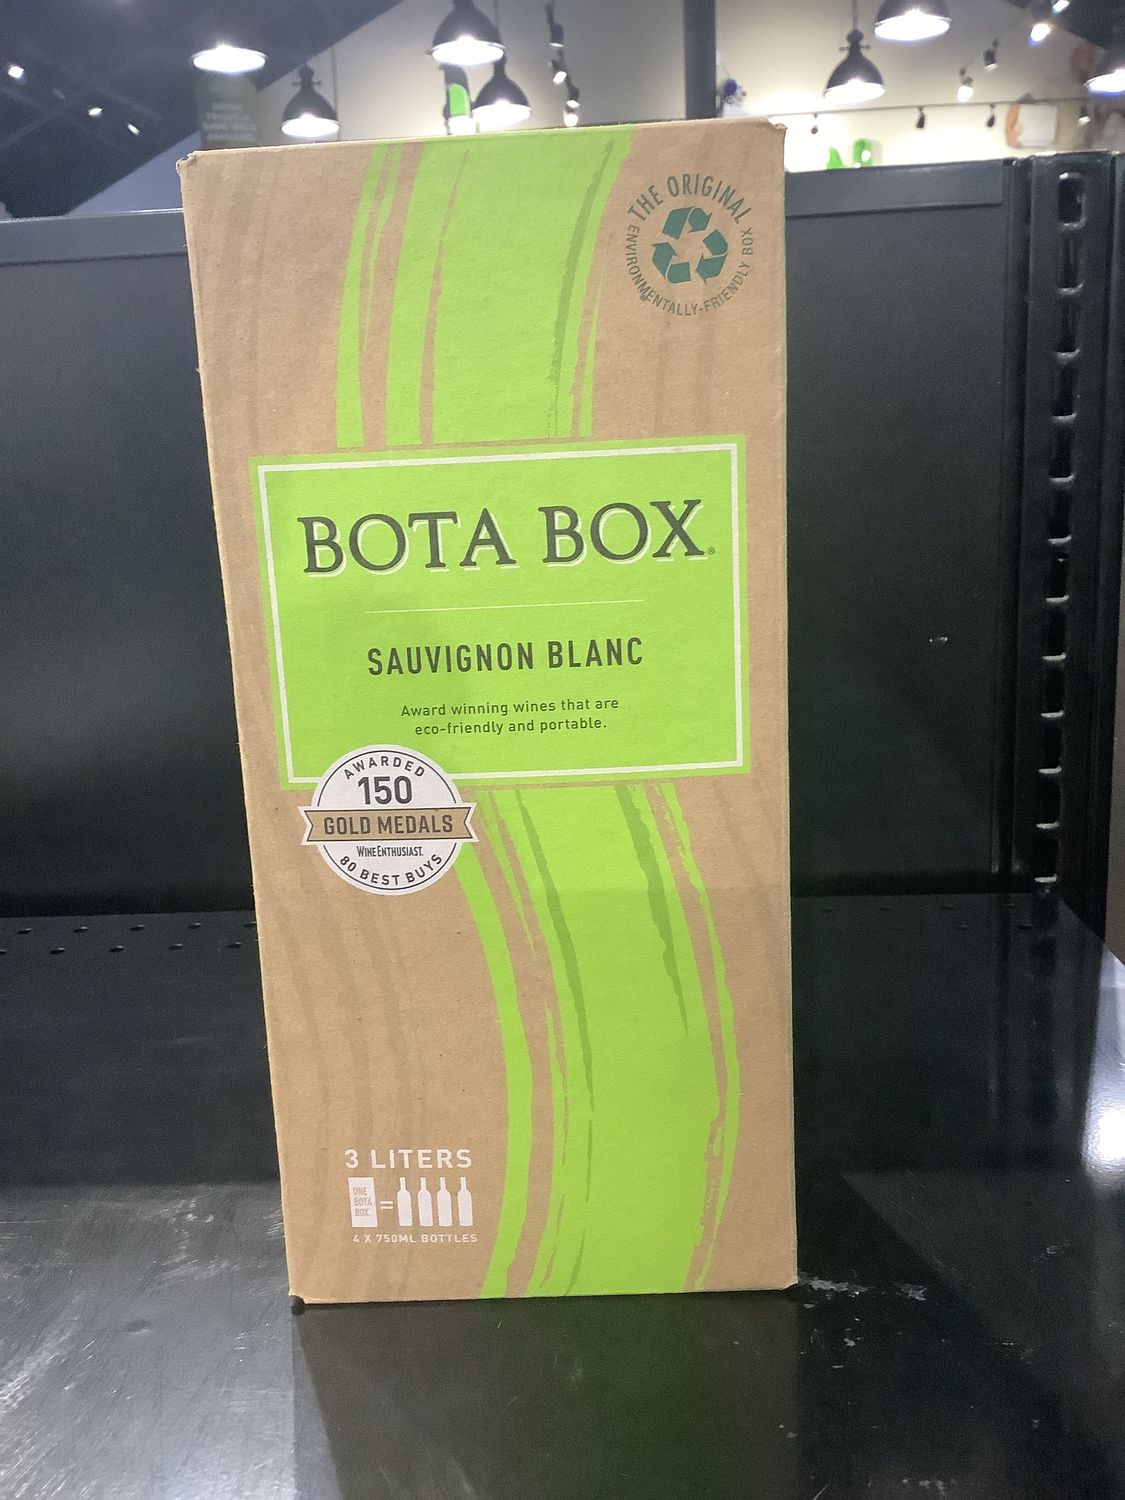 THE ORIGINAL
ENVIRONMENTALLY-FRIENDLY BOX
BOTA BOX®
SAUVIGNON BLANC
Award winning wines that are
eco-friendly and portable.
AWARDED
150
GOLD MEDALS
WINE ENTHUSIAST.
80 BEST BUYS
3 LITERS
ONE
BOTA
BOX
=
4 X 750ML BOTTLES